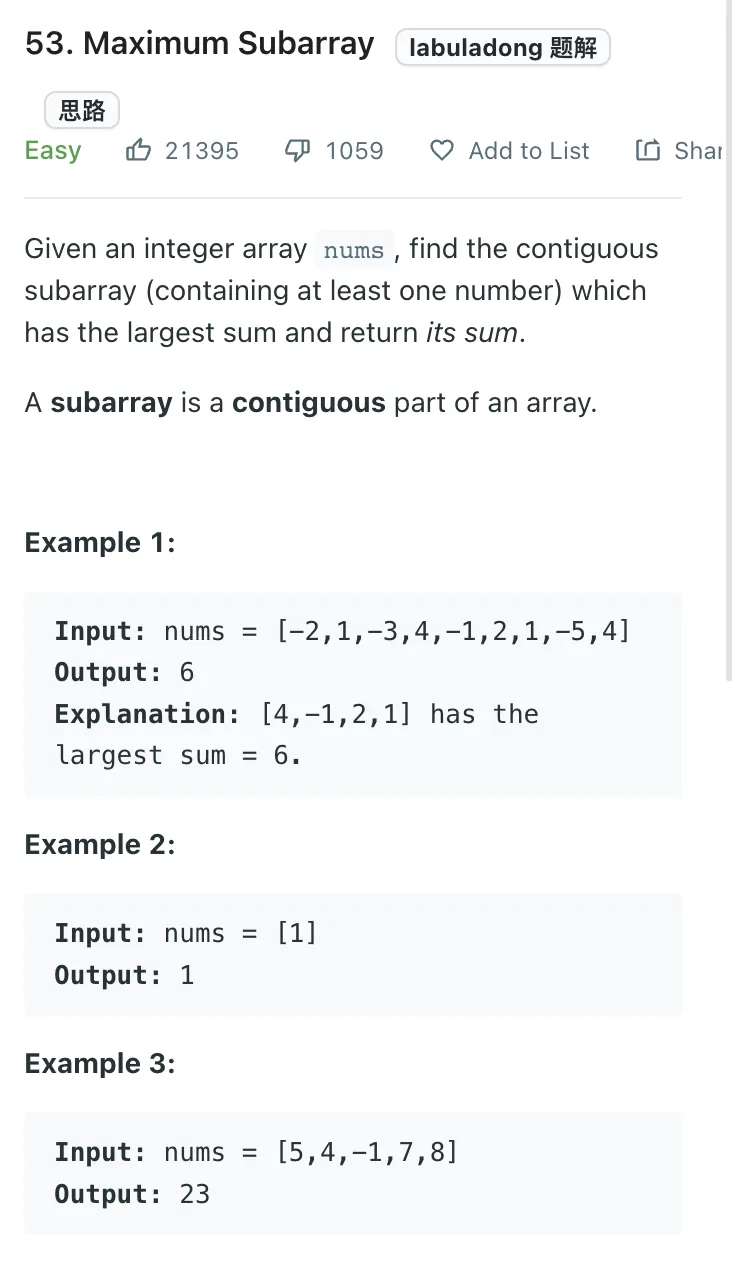 53. Maximum Subarray labuladong 题解
思路
Easy 21395 1059 Add to List Shar
Given an integer array nums , find the contiguous
subarray (containing at least one number) which
has the largest sum and return its sum.
A subarray is a contiguous part of an array.
Example 1:
Input: nums = [-2,1,-3,4,-1,2,1,-5,4]
Output: 6
Explanation: [4,-1,2,1] has the
largest sum = 6.
Example 2:
Input: nums = [1]
Output: 1
Example 3:
Input: nums = [5,4,-1,7,8]
Output: 23